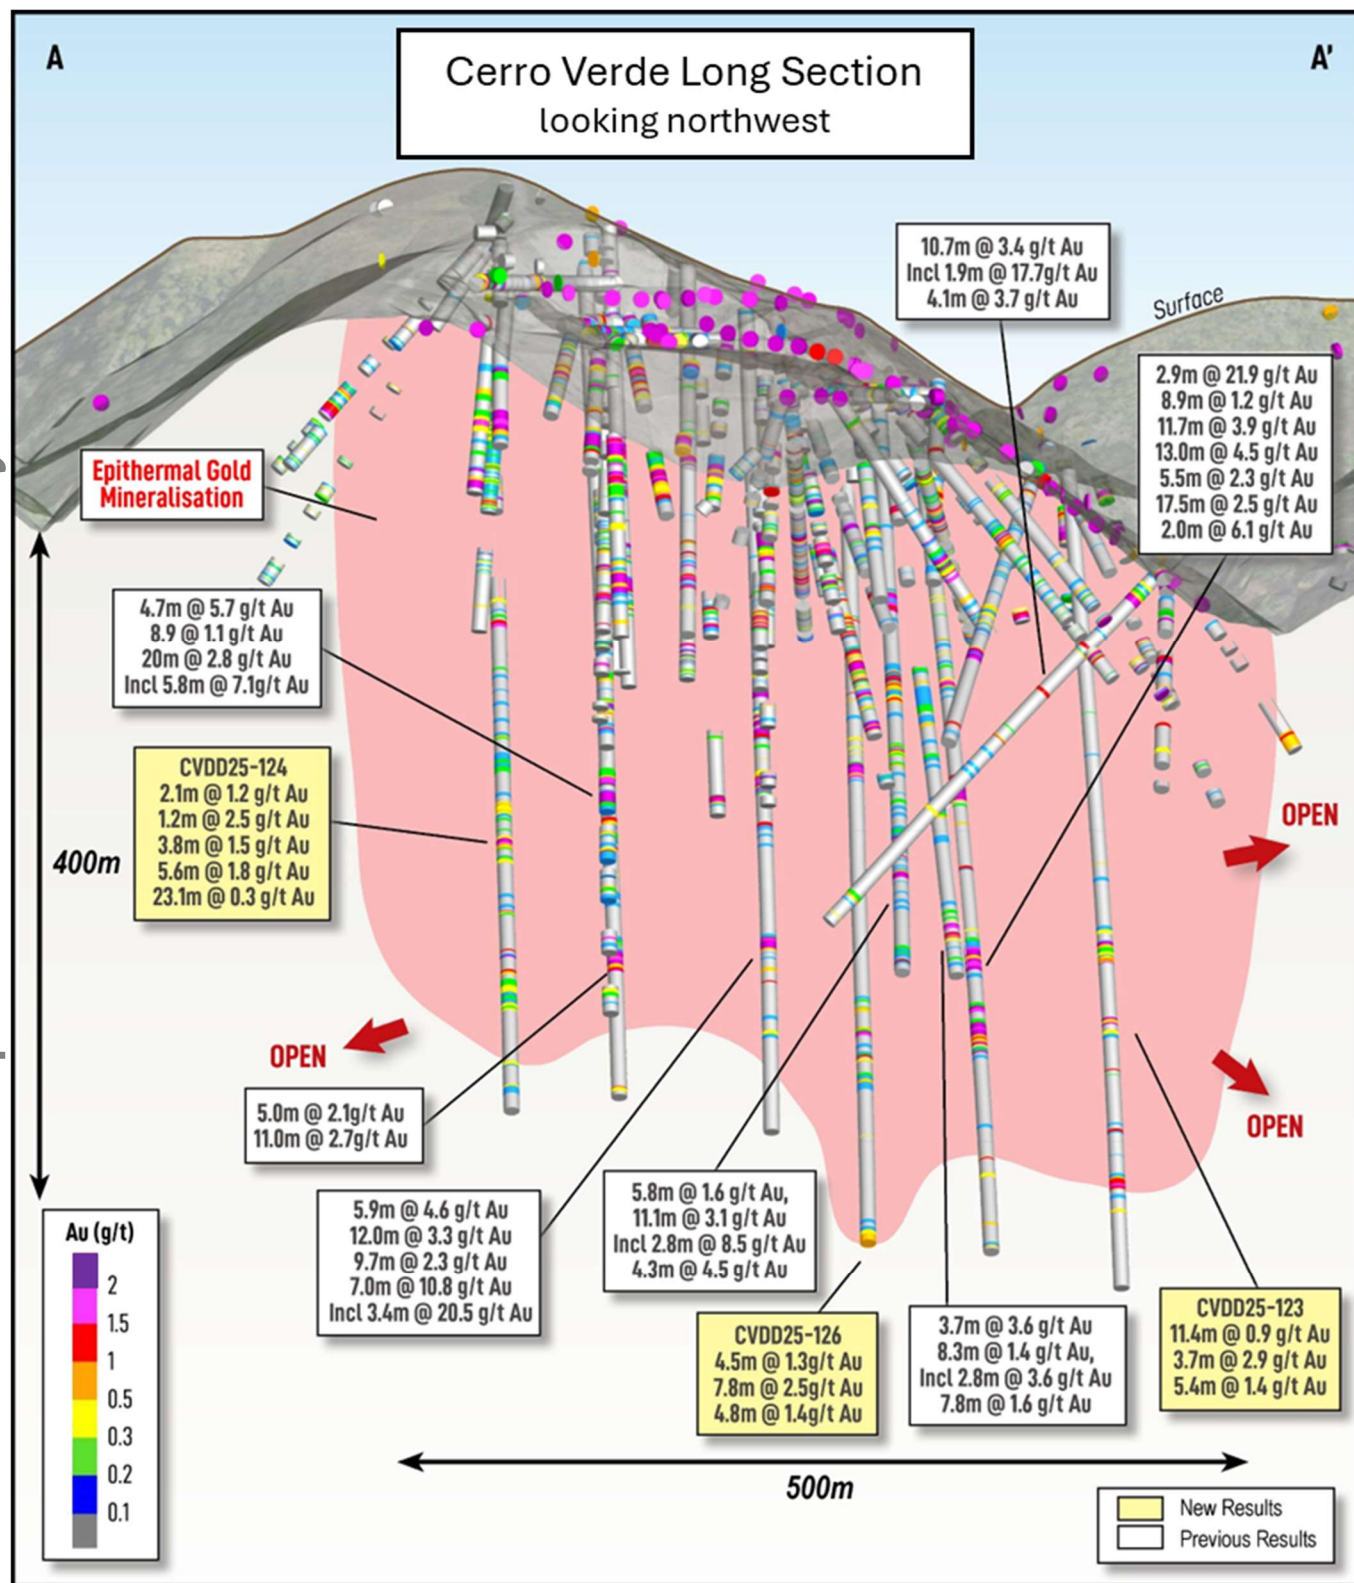 A
A'
Cerro Verde Long Section
looking northwest
10.7m @ 3.4 g/t Au
Incl 1.9m @ 17.7g/t Au
4.1m @ 3.7 g/t Au
Surface
2.9m @ 21.9 g/t Au
8.9m @ 1.2 g/t Au
11.7m @ 3.9 g/t Au
13.0m @ 4.5 g/t Au
5.5m @ 2.3 g/t Au
17.5m @ 2.5 g/t Au
2.0m @ 6.1 g/t Au
Epithermal Gold
Mineralisation
4.7m @ 5.7 g/t Au
8.9 @ 1.1 g/t Au
20m @ 2.8 g/t Au
Incl 5.8m @ 7.1g/t Au
CVDD25-124
2.1m @ 1.2 g/t Au
1.2m @ 2.5 g/t Au
3.8m @ 1.5 g/t Au
5.6m @ 1.8 g/t Au
23.1m @ 0.3 g/t Au
400m
OPEN
OPEN
OPEN
5.0m @ 2.1g/t Au
11.0m @ 2.7g/t Au
5.9m @ 4.6 g/t Au
12.0m @ 3.3 g/t Au
9.7m @ 2.3 g/t Au
7.0m @ 10.8 g/t Au
Incl 3.4m @ 20.5 g/t Au
5.8m @ 1.6 g/t Au,
11.1m @ 3.1 g/t Au
Incl 2.8m @ 8.5 g/t Au
4.3m @ 4.5 g/t Au
CVDD25-126
4.5m @ 1.3g/t Au
7.8m @ 2.5g/t Au
4.8m @ 1.4g/t Au
3.7m @ 3.6 g/t Au
8.3m @ 1.4 g/t Au,
Incl 2.8m @ 3.6 g/t Au
7.8m @ 1.6 g/t Au
CVDD25-123
11.4m @ 0.9 g/t Au
3.7m @ 2.9 g/t Au
5.4m @ 1.4 g/t Au
Au (g/t)
2
1.5
1
0.5
0.3
0.2
0.1
500m
New Results
Previous Results